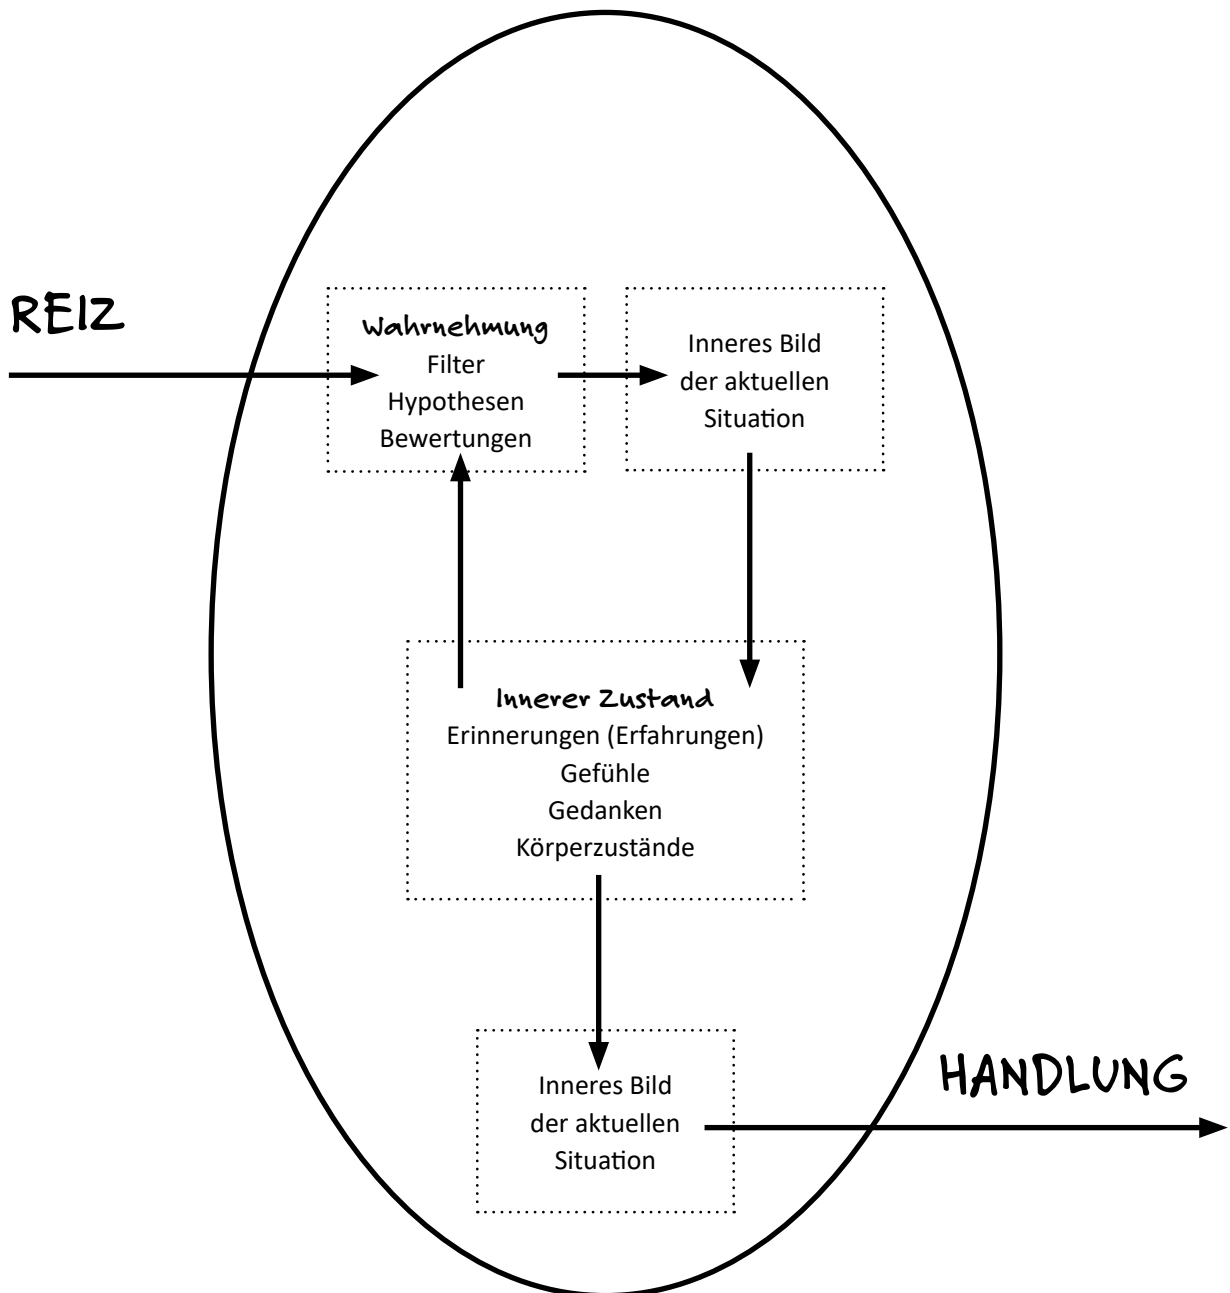 REIZ
Wahrnehmung
Filter
Hypothesen
Bewertungen
Inneres Bild
der aktuellen
Situation
Innerer Zustand
Erinnerungen (Erfahrungen)
Gefühle
Gedanken
Körperzustände
Inneres Bild
der aktuellen
Situation
HANDLUNG